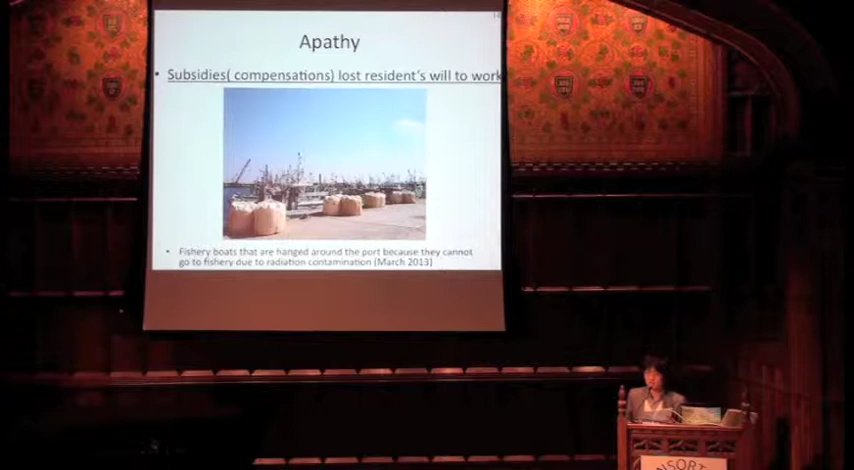 Apathy
• Subsidies( compensations) lost resident's will to work
• Fishery boats that are hanged around the port because they cannot
go to fishery due to radiation contamination (March 2013]
NSORT